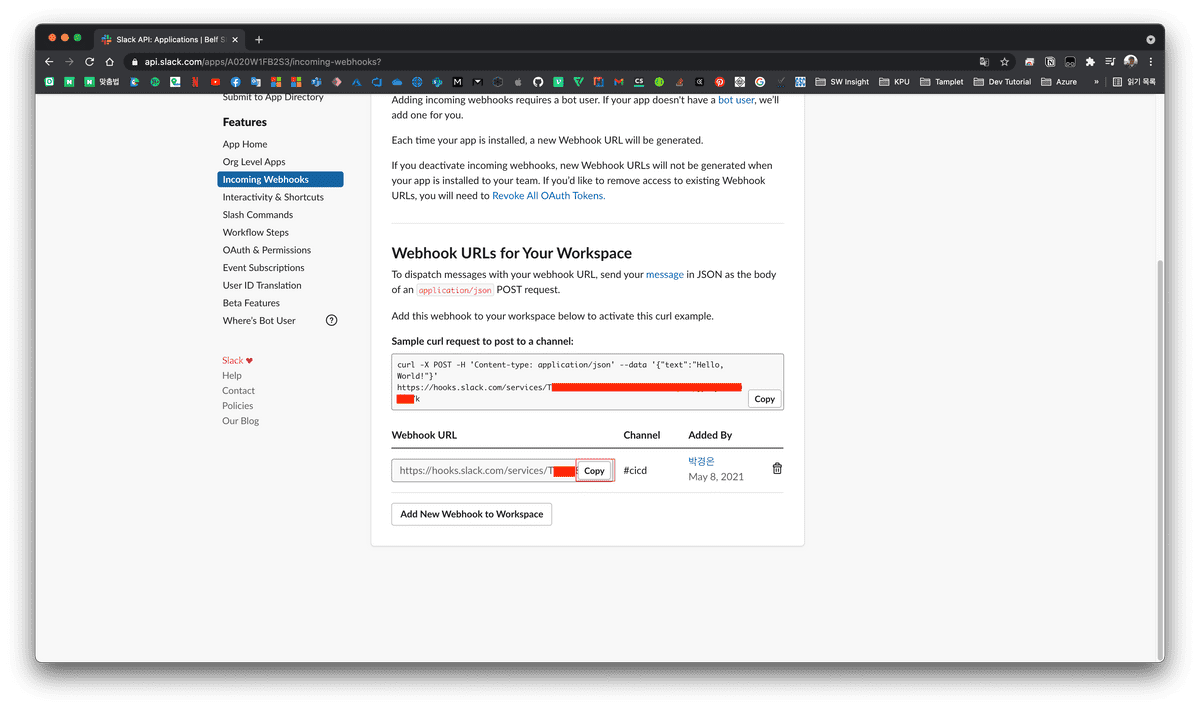 Slack API: Applications | Belf S
api.slack.com/apps/A020W1FB2S3/incoming-webhooks?
맞춤법
SW Insight
KPU
Tamplet
Dev Tutorial
Azure
»
읽기 목록
Submit to App Directory
Features
App Home
Org Level Apps
Incoming Webhooks
Interactivity & Shortcuts
Slash Commands
Workflow Steps
OAuth & Permissions
Event Subscriptions
User ID Translation
Beta Features
Where's Bot User
Slack ♥
Help
Contact
Policies
Our Blog
Adding incoming webhooks requires a bot user. If your app doesn't have a bot user, we'll
add one for you.
Each time your app is installed, a new Webhook URL will be generated.
If you deactivate incoming webhooks, new Webhook URLs will not be generated when
your app is installed to your team. If you'd like to remove access to existing Webhook
URLs, you will need to Revoke All OAuth Tokens.
Webhook URLs for Your Workspace
To dispatch messages with your webhook URL, send your message in JSON as the body
of an application/json POST request.
Add this webhook to your workspace below to activate this curl example.
Sample curl request to post to a channel:
curl -X POST -H 'Content-type: application/json' --data '{"text":"Hello,
World!"}'
https://hooks.slack.com/services/T
k
Copy
Webhook URL
Channel
Added By
https://hooks.slack.com/services/T
Copy
#cicd
박경은
May 8, 2021
Add New Webhook to Workspace